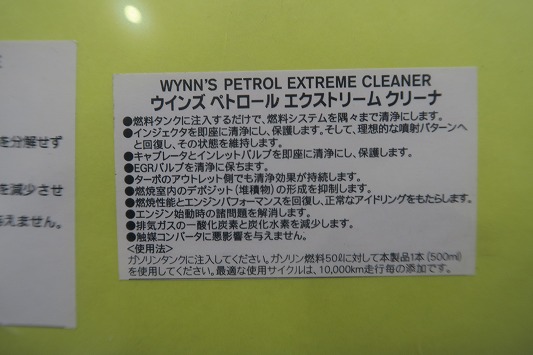 を分解せず
を減少させ
与えません。
WYNN'S PETROL EXTREME CLEANER
ウインズ ペトロール エクストリーム クリーナ
●燃料タンクに注入するだけで、燃料システムを隅々まで清浄にします。
●インジェクタを即座に清浄にし、保護します。そして、理想的な噴射パターンへ
と回復し、その状態を維持します。
●キャブレータとインレットバルブを即座に清浄にし、保護します。
●EGRバルブを清浄に保ちます。
●ターボのアウトレット側でも清浄効果が持続します。
●燃焼室内のデポジット(堆積物)の形成を抑制します。
●燃焼性能とエンジンパフォーマンスを回復し、正常なアイドリングをもたらします。
●エンジン始動時の諸問題を解消します。
●排気ガスの一酸化炭素と炭化水素を減少します。
●触媒コンバータに悪影響を与えません。
<使用法>
ガソリンタンクに注入してください。ガソリン燃料50ℓに対して本製品1本(500ml)
を使用してください。最適な使用サイクルは、10,000km走行毎の添加です。